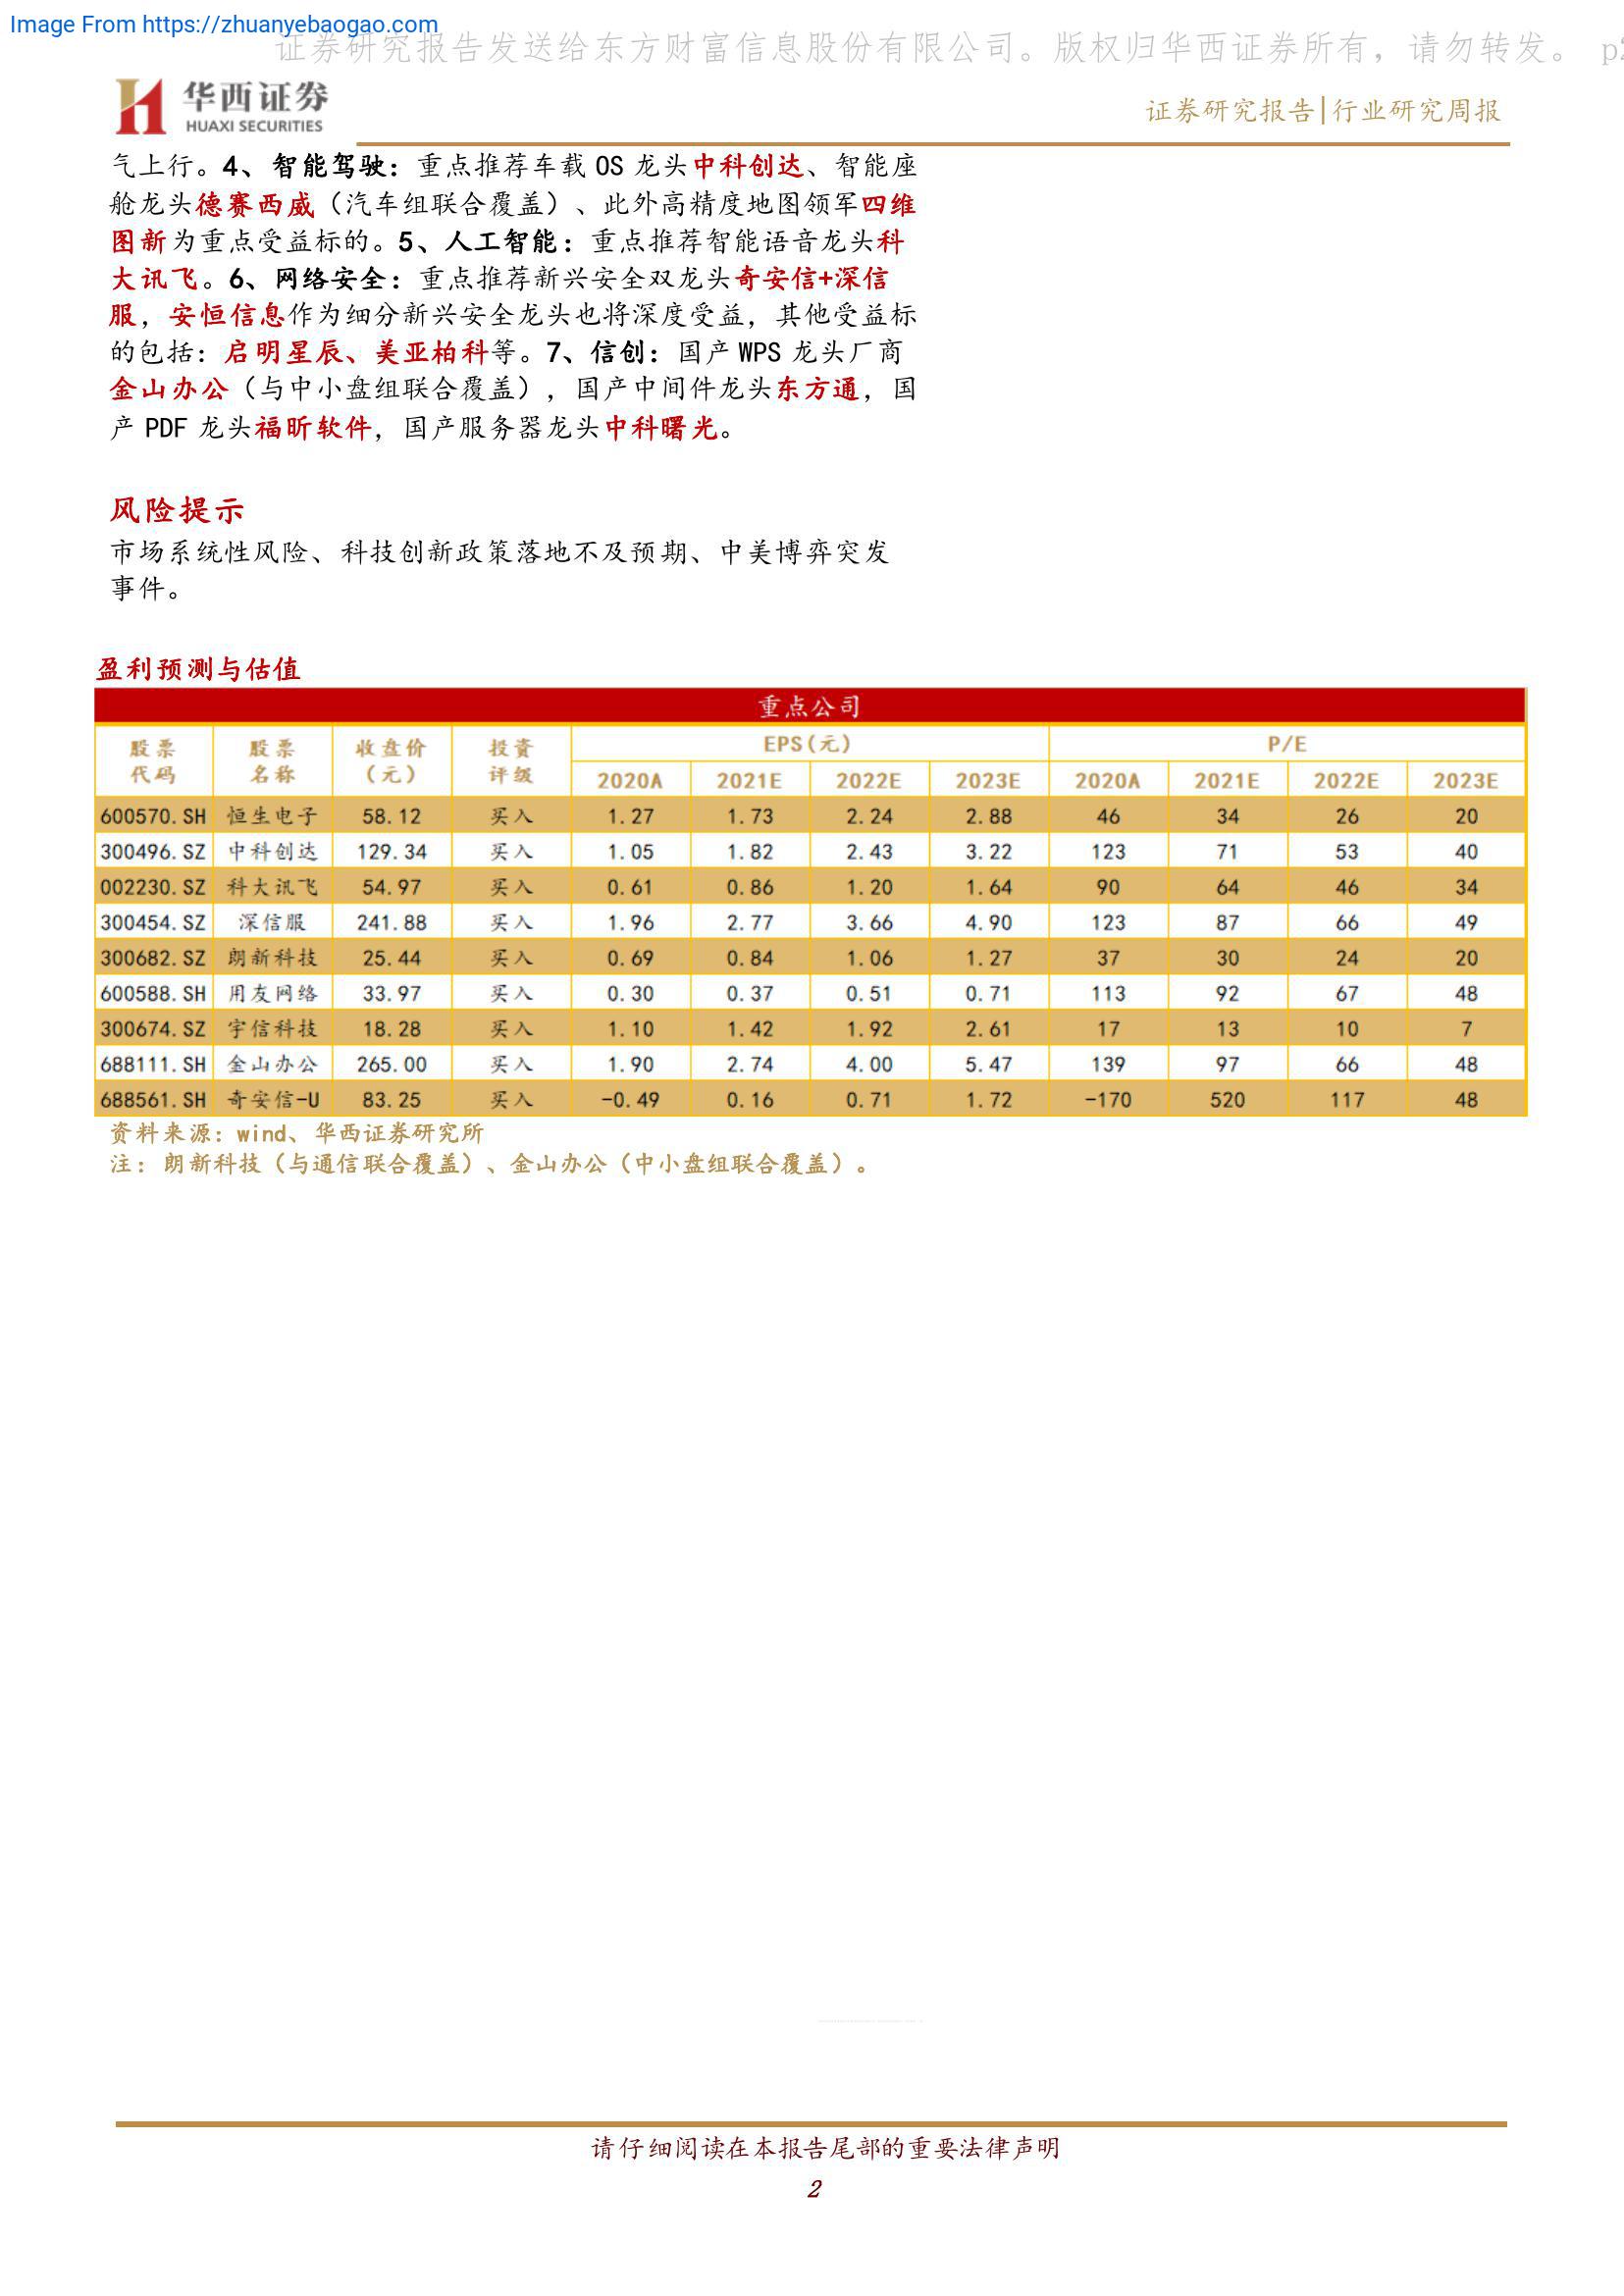 Image From https://zhuanyebaogao.com
证券研究报告发送给东方财富信息股份有限公司。版权归华西证券所有，请勿转发。 p2
华西证券
HUAXI SECURITIES
证券研究报告|行业研究周报
气上行。4、智能驾驶：重点推荐车载 OS 龙头中科创达、智能座
舱龙头德赛西威（汽车组联合覆盖）、此外高精度地图领军四维
图新为重点受益标的。5、人工智能：重点推荐智能语音龙头科
大讯飞。6、网络安全：重点推荐新兴安全双龙头奇安信+深信
服，安恒信息作为细分新兴安全龙头也将深度受益，其他受益标
的包括：启明星辰、美亚柏科等。7、信创：国产 WPS 龙头厂商
金山办公（与中小盘组联合覆盖），国产中间件龙头东方通，国
产 PDF 龙头福昕软件，国产服务器龙头中科曙光。
风险提示
市场系统性风险、科技创新政策落地不及预期、中美博弈突发
事件。
盈利预测与估值
重点公司
股票代码 股票名称 收盘价（元） 投资评级 EPS(元) P/E
2020A 2021E 2022E 2023E 2020A 2021E 2022E 2023E
600570.SH 恒生电子 58.12 买入 1.27 1.73 2.24 2.88 46 34 26 20
300496.SZ 中科创达 129.34 买入 1.05 1.82 2.43 3.22 123 71 53 40
002230.SZ 科大讯飞 54.97 买入 0.61 0.86 1.20 1.64 90 64 46 34
300454.SZ 深信服 241.88 买入 1.96 2.77 3.66 4.90 123 87 66 49
300682.SZ 朗新科技 25.44 买入 0.69 0.84 1.06 1.27 37 30 24 20
600588.SH 用友网络 33.97 买入 0.30 0.37 0.51 0.71 113 92 67 48
300674.SZ 宇信科技 18.28 买入 1.10 1.42 1.92 2.61 17 13 10 7
688111.SH 金山办公 265.00 买入 1.90 2.74 4.00 5.47 139 97 66 48
688561.SH 奇安信-U 83.25 买入 -0.49 0.16 0.71 1.72 -170 520 117 48
资料来源：wind、华西证券研究所
注：朗新科技（与通信联合覆盖）、金山办公（中小盘组联合覆盖）。
请仔细阅读在本报告尾部的重要法律声明
2